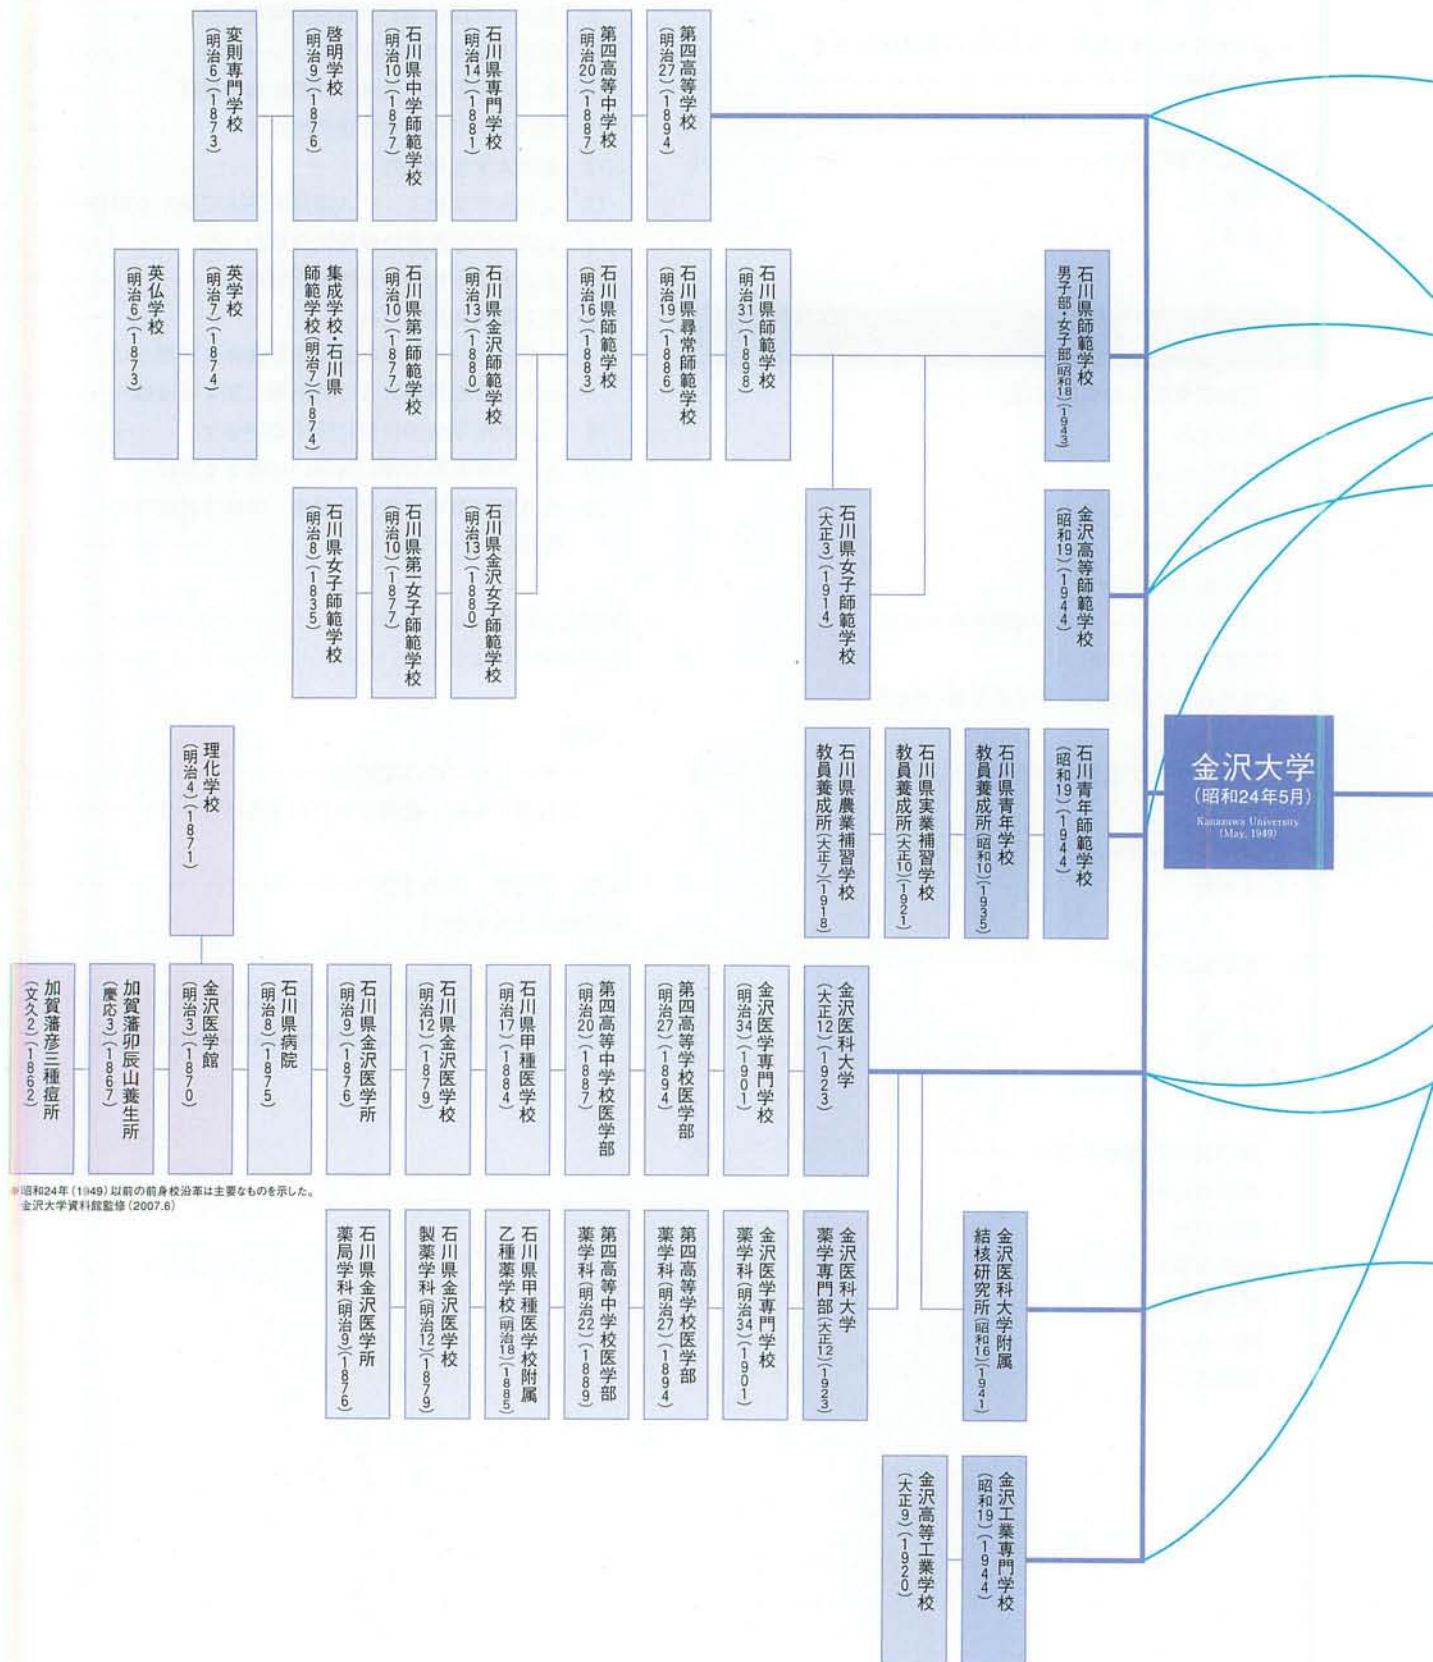 変則専門学校
(明治6)(1873)
啓明学校
(明治9)(1876)
石川県中学師範学校
(明治10)(1877)
石川県専門学校
(明治14)(1881)
第四高等中学校
(明治20)(1887)
第四高等学校
(明治27)(1894)
英仏学校
(明治6)(1873)
英学校
(明治7)(1874)
集成学校・石川県
師範学校(明治7)(1874)
石川県第一師範学校
(明治10)(1877)
石川県金沢師範学校
(明治13)(1880)
石川県師範学校
(明治16)(1883)
石川県尋常師範学校
(明治19)(1886)
石川県師範学校
(明治31)(1898)
石川県師範学校
男子部・女子部(昭和18)(1943)
石川県女子師範学校
(明治8)(1835)
石川県第一女子師範学校
(明治10)(1877)
石川県金沢女子師範学校
(明治13)(1880)
石川県女子師範学校
(大正3)(1914)
金沢高等師範学校
(昭和19)(1944)
石川県農業補習学校
教員養成所(大正7)(1918)
石川県実業補習学校
教員養成所(大正10)(1921)
石川県青年学校
教員養成所(昭和10)(1935)
石川青年師範学校
(昭和19)(1944)
金沢大学
(昭和24年5月)
Kanazawa University
(May, 1949)
理化学校
(明治4)(1871)
加賀藩彦三種痘所
(文久2)(1862)
加賀藩卯辰山養生所
(慶応3)(1867)
金沢医学館
(明治3)(1870)
石川県病院
(明治8)(1875)
石川県金沢医学所
(明治9)(1876)
石川県金沢医学校
(明治12)(1879)
石川県甲種医学校
(明治17)(1884)
第四高等中学校医学部
(明治20)(1887)
第四高等学校医学部
(明治27)(1894)
金沢医学専門学校
(明治34)(1901)
金沢医科大学
(大正12)(1923)
※昭和24年(1949)以前の前身校沿革は主要なものを示した。
金沢大学資料館監修(2007.6)
石川県金沢医学所
薬局学科(明治9)(1876)
石川県金沢医学校
製薬学科(明治12)(1879)
石川県甲種医学校附属
乙種薬学校(明治18)(1885)
第四高等中学校医学部
薬学科(明治22)(1889)
第四高等学校医学部
薬学科(明治27)(1894)
金沢医学専門学校
薬学科(明治34)(1901)
金沢医科大学
薬学専門部(大正12)(1923)
金沢医科大学附属
結核研究所(昭和16)(1941)
金沢高等工業学校
(大正9)(1920)
金沢工業専門学校
(昭和19)(1944)